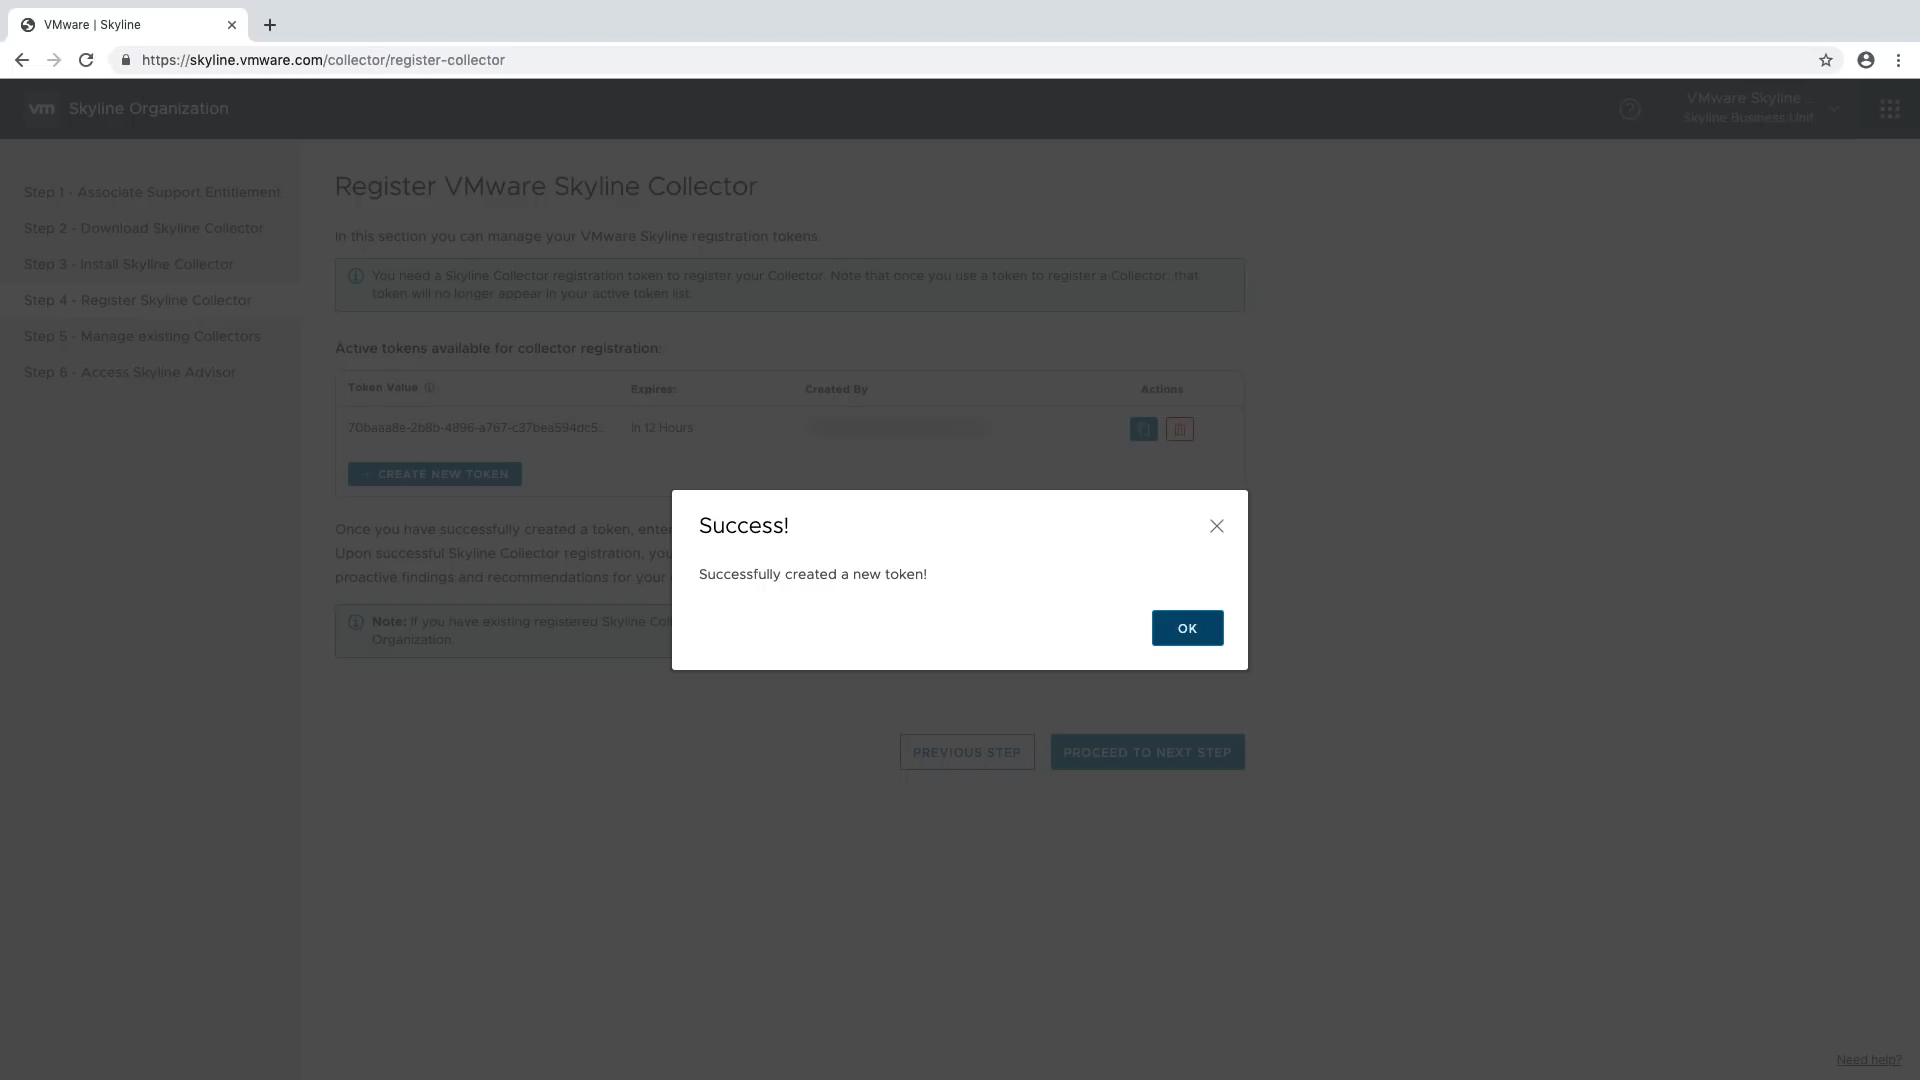 VMware | Skyline
https://skyline.vmware.com/collector/register-collector
vm Skyline Organization
VMware Skyline ...
Skyline Business Unit
Step 1 - Associate Support Entitlement
Step 2 - Download Skyline Collector
Step 3 - Install Skyline Collector
Step 4 - Register Skyline Collector
Step 5 - Manage existing Collectors
Step 6 - Access Skyline Advisor
Register VMware Skyline Collector
In this section you can manage your VMware Skyline registration tokens.
You need a Skyline Collector registration token to register your Collector. Note that once you use a token to register a Collector, that
token will no longer appear in your active token list.
Active tokens available for collector registration:
Token Value Expires: Created By Actions
70baaa8e-2b8b-4896-a767-c37bea594dc5... In 12 Hours
CREATE NEW TOKEN
Once you have successfully created a token, enter
Upon successful Skyline Collector registration, you
proactive findings and recommendations for your
Note: If you have existing registered Skyline
Organization.
Success!
Successfully created a new token!
OK
PREVIOUS STEP
PROCEED TO NEXT STEP
Need help?